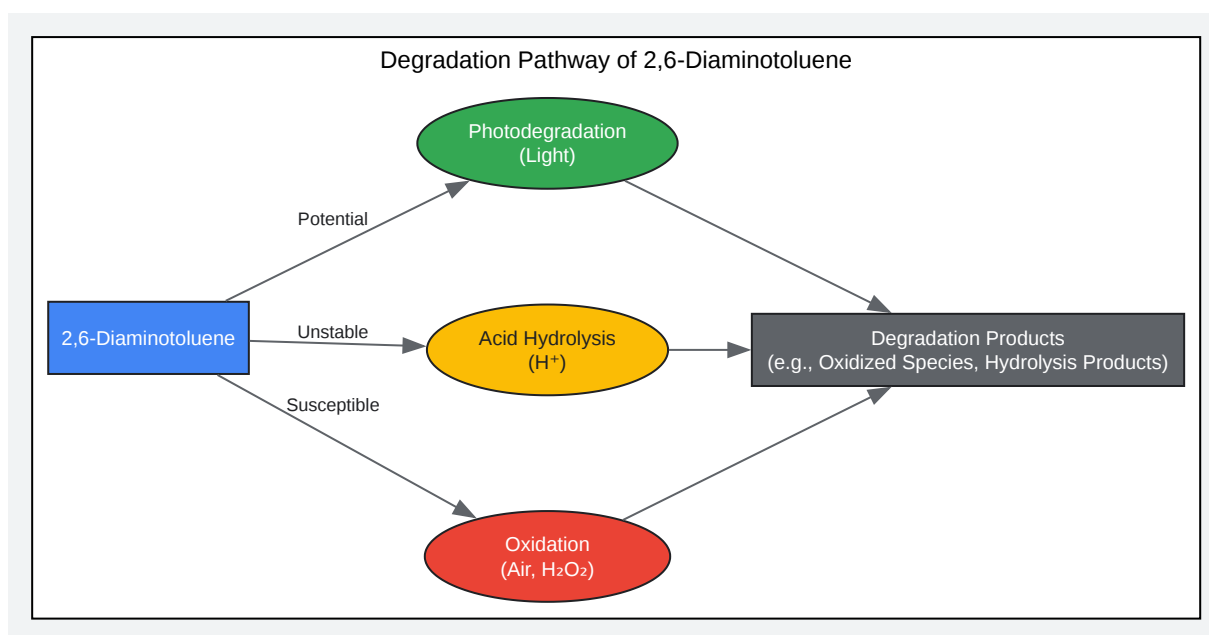 Degradation Pathway of 2,6-Diaminotoluene
Photodegradation
(Light)
Potential
2,6-Diaminotoluene
Unstable
Acid Hydrolysis
(H⁺)
Degradation Products
(e.g., Oxidized Species, Hydrolysis Products)
Susceptible
Oxidation
(Air, H₂O₂)